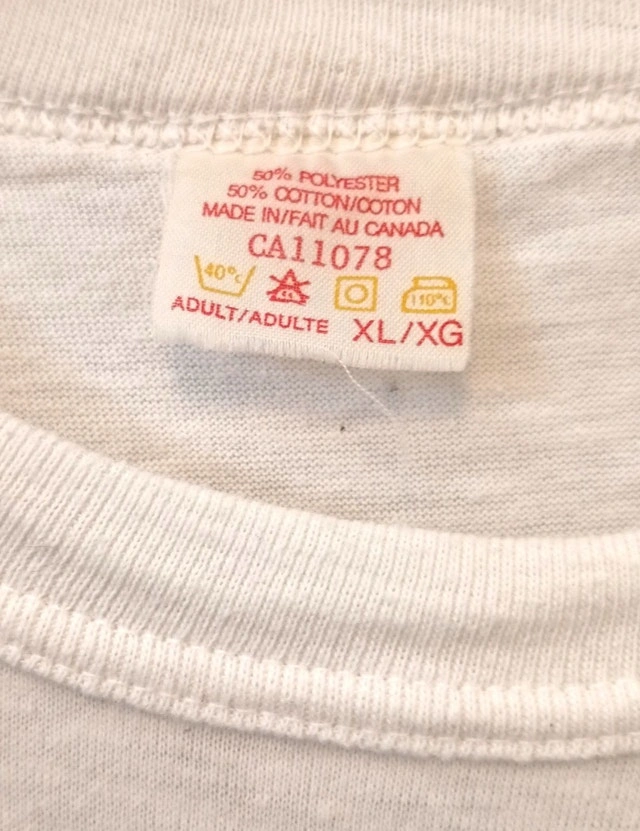 50% POLYESTER
50% COTTON/COTON
MADE IN/FAIT AU CANADA
CA11078
40°C 110°C
ADULT/ADULTE XL/XG